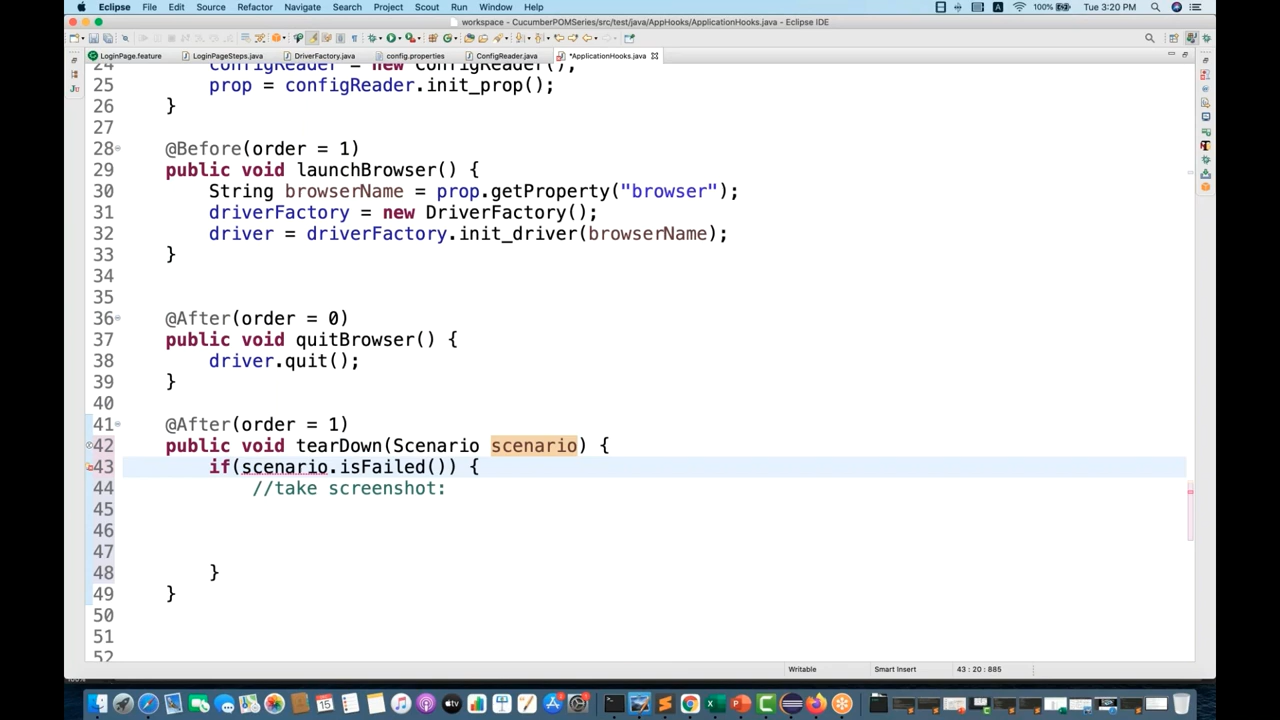 Eclipse File Edit Source Refactor Navigate Search Project Scout Run Window Help 100% Tue 3:20 PM
workspace - CucumberPOMSeries/src/test/java/AppHooks/ApplicationHooks.java - Eclipse IDE
LoginPage.feature LoginPageSteps.java DriverFactory.java config.properties ConfigReader.java *ApplicationHooks.java
24 configReader = new ConfigReader();
25 prop = configReader.init_prop();
26 }
27
28 @Before(order = 1)
29 public void launchBrowser() {
30 String browserName = prop.getProperty("browser");
31 driverFactory = new DriverFactory();
32 driver = driverFactory.init_driver(browserName);
33 }
34
35
36 @After(order = 0)
37 public void quitBrowser() {
38 driver.quit();
39 }
40
41 @After(order = 1)
42 public void tearDown(Scenario scenario) {
43 if(scenario.isFailed()) {
44 //take screenshot:
45
46
47
48 }
49 }
50
51
52
Writable Smart Insert 43 : 20 : 885